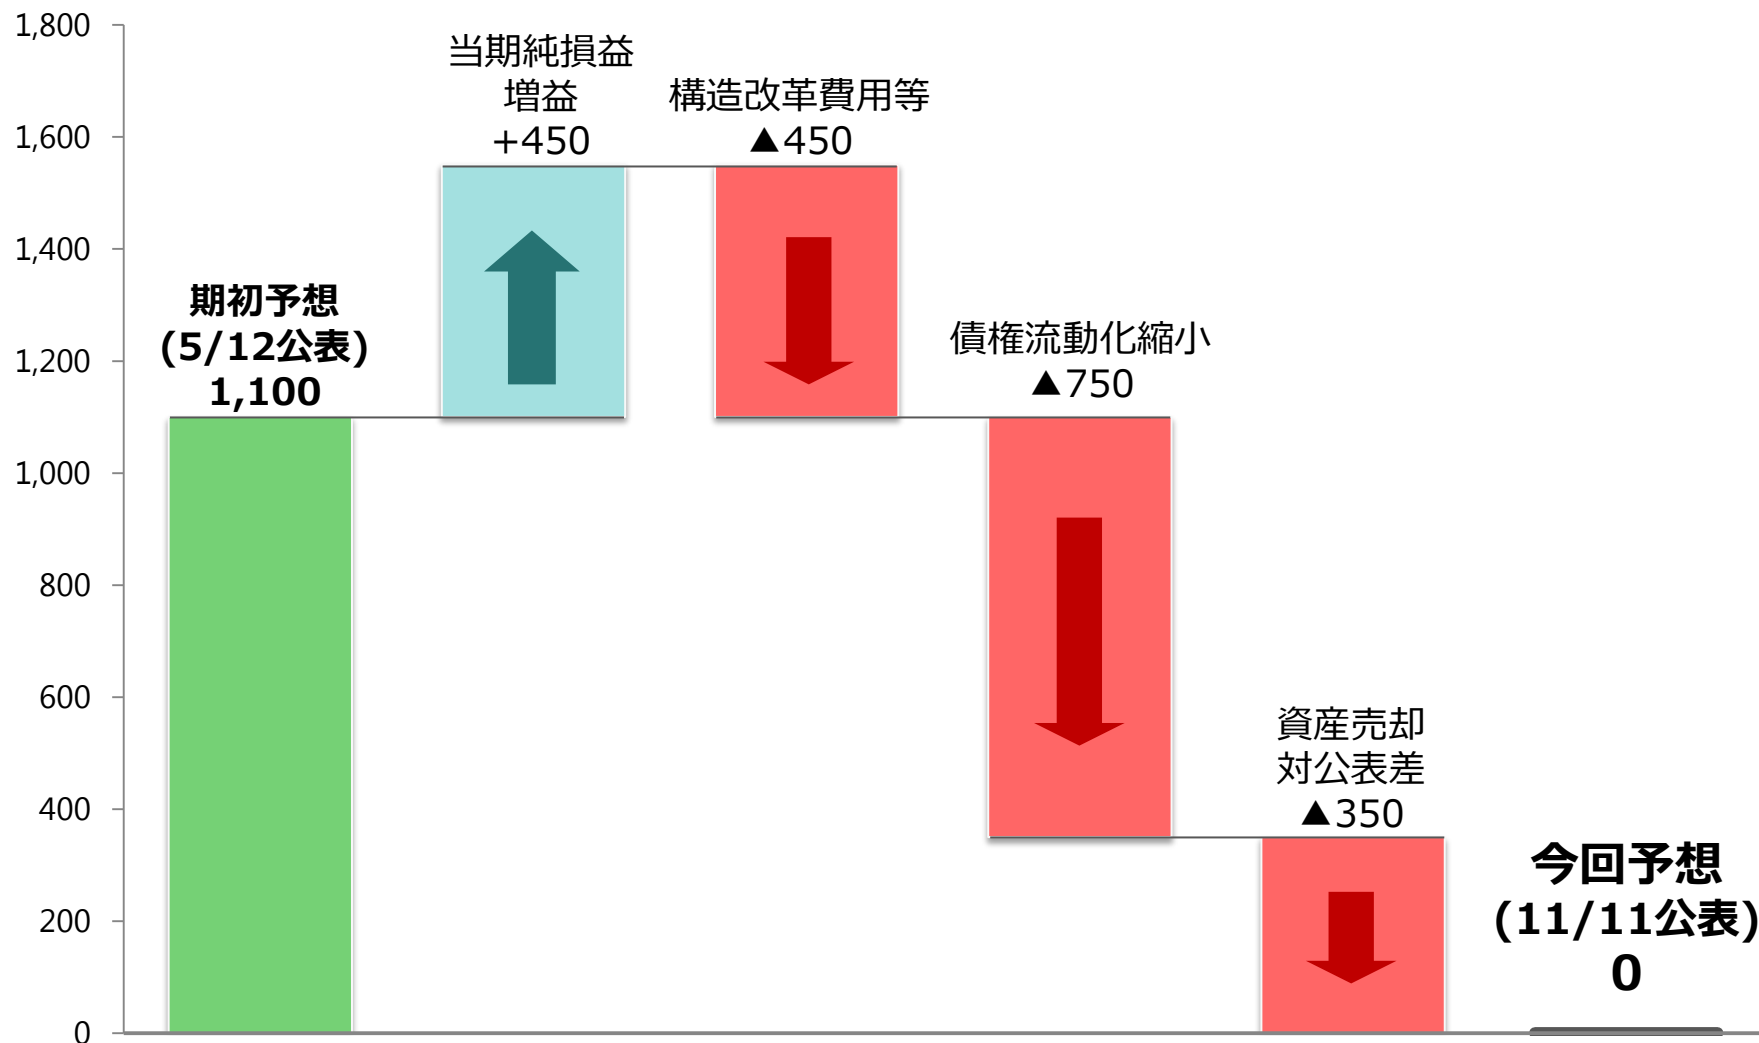 1,800
1,600
1,400
1,200
1,000
800
600
400
200
0
期初予想
(5/12公表)
1,100
当期純損益
増益
+450
構造改革費用等
▲450
債権流動化縮小
▲750
資産売却
対公表差
▲350
今回予想
(11/11公表)
0